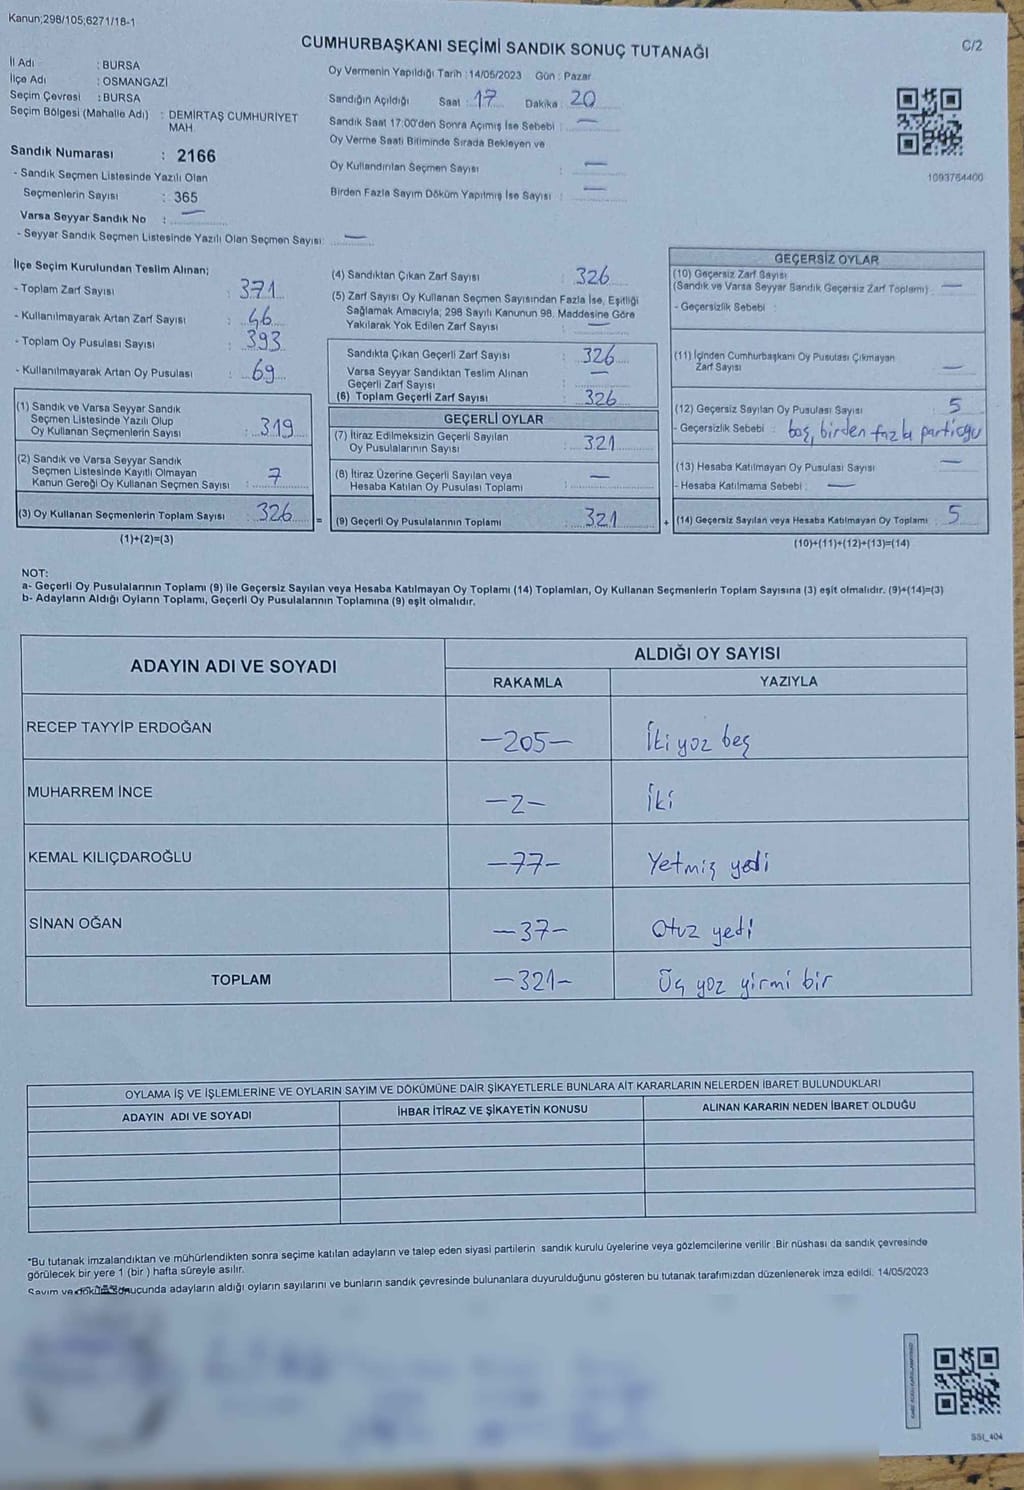 Kanun;298/105;6271/18-1
C/2
CUMHURBAŞKANI SEÇİMİ SANDIK SONUÇ TUTANAĞI
İl Adı : BURSA
İlçe Adı : OSMANGAZİ
Seçim Çevresi : BURSA
Seçim Bölgesi (Mahalle Adı) : DEMİRTAŞ CUMHURİYET
MAH.
Sandık Numarası : 2166
- Sandık Seçmen Listesinde Yazılı Olan
Seçmenlerin Sayısı : 365
Varsa Seyyar Sandık No : —
- Seyyar Sandık Seçmen Listesinde Yazılı Olan Seçmen Sayısı: —
Oy Vermenin Yapıldığı Tarih : 14/05/2023 Gün : Pazar
Sandığın Açıldığı Saat : 17 Dakika : 20
Sandık Saat 17:00'den Sonra Açımış İse Sebebi : —
Oy Verme Saati Bitiminde Sırada Bekleyen ve
Oy Kullandırılan Seçmen Sayısı : —
Birden Fazla Sayım Döküm Yapılmış İse Sayısı : —
1093764400
İlçe Seçim Kurulundan Teslim Alınan;
- Toplam Zarf Sayısı : 371
- Kullanılmayarak Artan Zarf Sayısı : 46
- Toplam Oy Pusulası Sayısı : 393
- Kullanılmayarak Artan Oy Pusulası : 69
(1) Sandık ve Varsa Seyyar Sandık
Seçmen Listesinde Yazılı Olup
Oy Kullanan Seçmenlerin Sayısı : 319
(2) Sandık ve Varsa Seyyar Sandık
Seçmen Listesinde Kayıtlı Olmayan
Kanun Gereği Oy Kullanan Seçmen Sayısı : 7
(3) Oy Kullanan Seçmenlerin Toplam Sayısı : 326
(1)+(2)=(3)
(4) Sandıktan Çıkan Zarf Sayısı : 326
(5) Zarf Sayısı Oy Kullanan Seçmen Sayısından Fazla İse, Eşitliği
Sağlamak Amacıyla; 298 Sayılı Kanunun 98. Maddesine Göre
Yakılarak Yok Edilen Zarf Sayısı : —
Sandıkta Çıkan Geçerli Zarf Sayısı : 326
Varsa Seyyar Sandıktan Teslim Alınan
Geçerli Zarf Sayısı : —
(6) Toplam Geçerli Zarf Sayısı : 326
GEÇERLİ OYLAR
(7) İtiraz Edilmeksizin Geçerli Sayılan
Oy Pusulalarının Sayısı : 321
(8) İtiraz Üzerine Geçerli Sayılan veya
Hesaba Katılan Oy Pusulası Toplamı : —
= (9) Geçerli Oy Pusulalarının Toplamı : 321
GEÇERSİZ OYLAR
(10) Geçersiz Zarf Sayısı
(Sandık ve Varsa Seyyar Sandık Geçersiz Zarf Toplamı) : —
- Geçersizlik Sebebi :
(11) İçinden Cumhurbaşkanı Oy Pusulası Çıkmayan
Zarf Sayısı —
(12) Geçersiz Sayılan Oy Pusulası Sayısı : 5
- Geçersizlik Sebebi : boş, birden fazla
(13) Hesaba Katılmayan Oy Pusulası Sayısı : —
- Hesaba Katılmama Sebebi : —
+ (14) Geçersiz Sayılan veya Hesaba Katılmayan Oy Toplamı : 5
(10)+(11)+(12)+(13)=(14)
NOT:
a- Geçerli Oy Pusulalarının Toplamı (9) ile Geçersiz Sayılan veya Hesaba Katılmayan Oy Toplamı (14) Toplamları, Oy Kullanan Seçmenlerin Toplam Sayısına (3) eşit olmalıdır. (9)+(14)=(3)
b- Adayların Aldığı Oyların Toplamı, Geçerli Oy Pusulalarının Toplamına (9) eşit olmalıdır.
ADAYIN ADI VE SOYADI ALDIĞI OY SAYISI
RAKAMLA YAZIYLA
RECEP TAYYİP ERDOĞAN —205— İki yüz beş
MUHARREM İNCE —2— İki
KEMAL KILIÇDAROĞLU —77— Yetmiş yedi
SİNAN OĞAN —37— Otuz yedi
TOPLAM —321— Üç yüz yirmi bir
OYLAMA İŞ VE İŞLEMLERİNE VE OYLARIN SAYIM VE DÖKÜMÜNE DAİR ŞİKAYETLERLE BUNLARA AİT KARARLARIN NELERDEN İBARET BULUNDUKLARI
ADAYIN ADI VE SOYADI İHBAR İTİRAZ VE ŞİKAYETİN KONUSU ALINAN KARARIN NEDEN İBARET OLDUĞU
*Bu tutanak imzalandıktan ve mühürlendikten sonra seçime katılan adayların ve talep eden siyasi partilerin sandık kurulu üyelerine veya gözlemcilerine verilir .Bir nüshası da sandık çevresinde
görülecek bir yere 1 (bir ) hafta süreyle asılır.
Sayım ve döküm sonucunda adayların aldığı oyların sayılarını ve bunların sandık çevresinde bulunanlara duyurulduğunu gösteren bu tutanak tarafımızdan düzenlenerek imza edildi. 14/05/2023
SSI_404